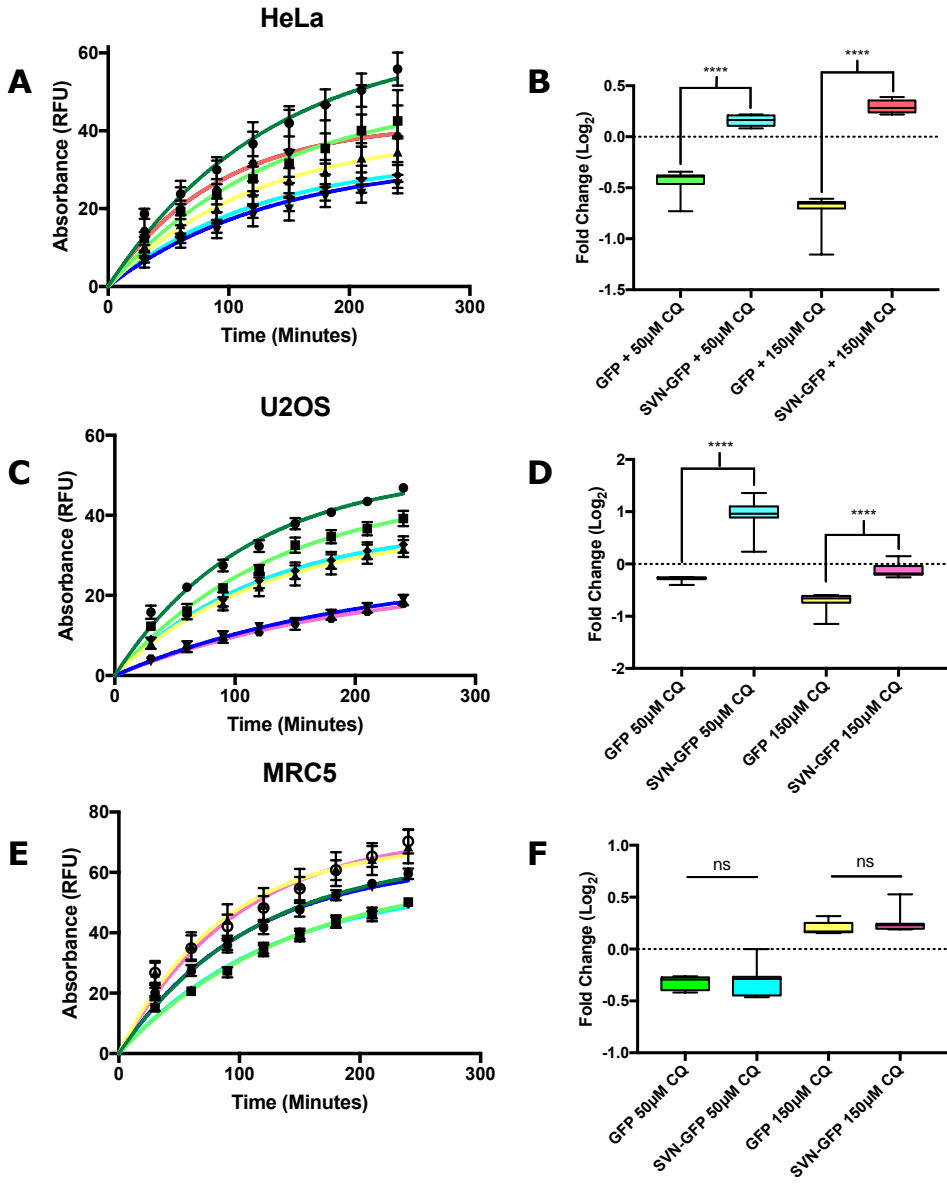 HeLa
A
Absorbance (RFU)
60
40
20
0
0 100 200 300
Time (Minutes)
B
Fold Change (Log2)
0.5
0.0
-0.5
-1.0
-1.5
****
****
GFP + 50µM CQ
SVN-GFP + 50µM CQ
GFP + 150µM CQ
SVN-GFP + 150µM CQ
U2OS
C
Absorbance (RFU)
60
40
20
0
0 100 200 300
Time (Minutes)
D
Fold Change (Log2)
2
1
0
-1
-2
****
****
GFP 50µM CQ
SVN-GFP 50µM CQ
GFP 150µM CQ
SVN-GFP 150µM CQ
MRC5
E
Absorbance (RFU)
80
60
40
20
0
0 100 200 300
Time (Minutes)
F
Fold Change (Log2)
1.0
0.5
0.0
-0.5
-1.0
ns
ns
GFP 50µM CQ
SVN-GFP 50µM CQ
GFP 150µM CQ
SVN-GFP 150µM CQ